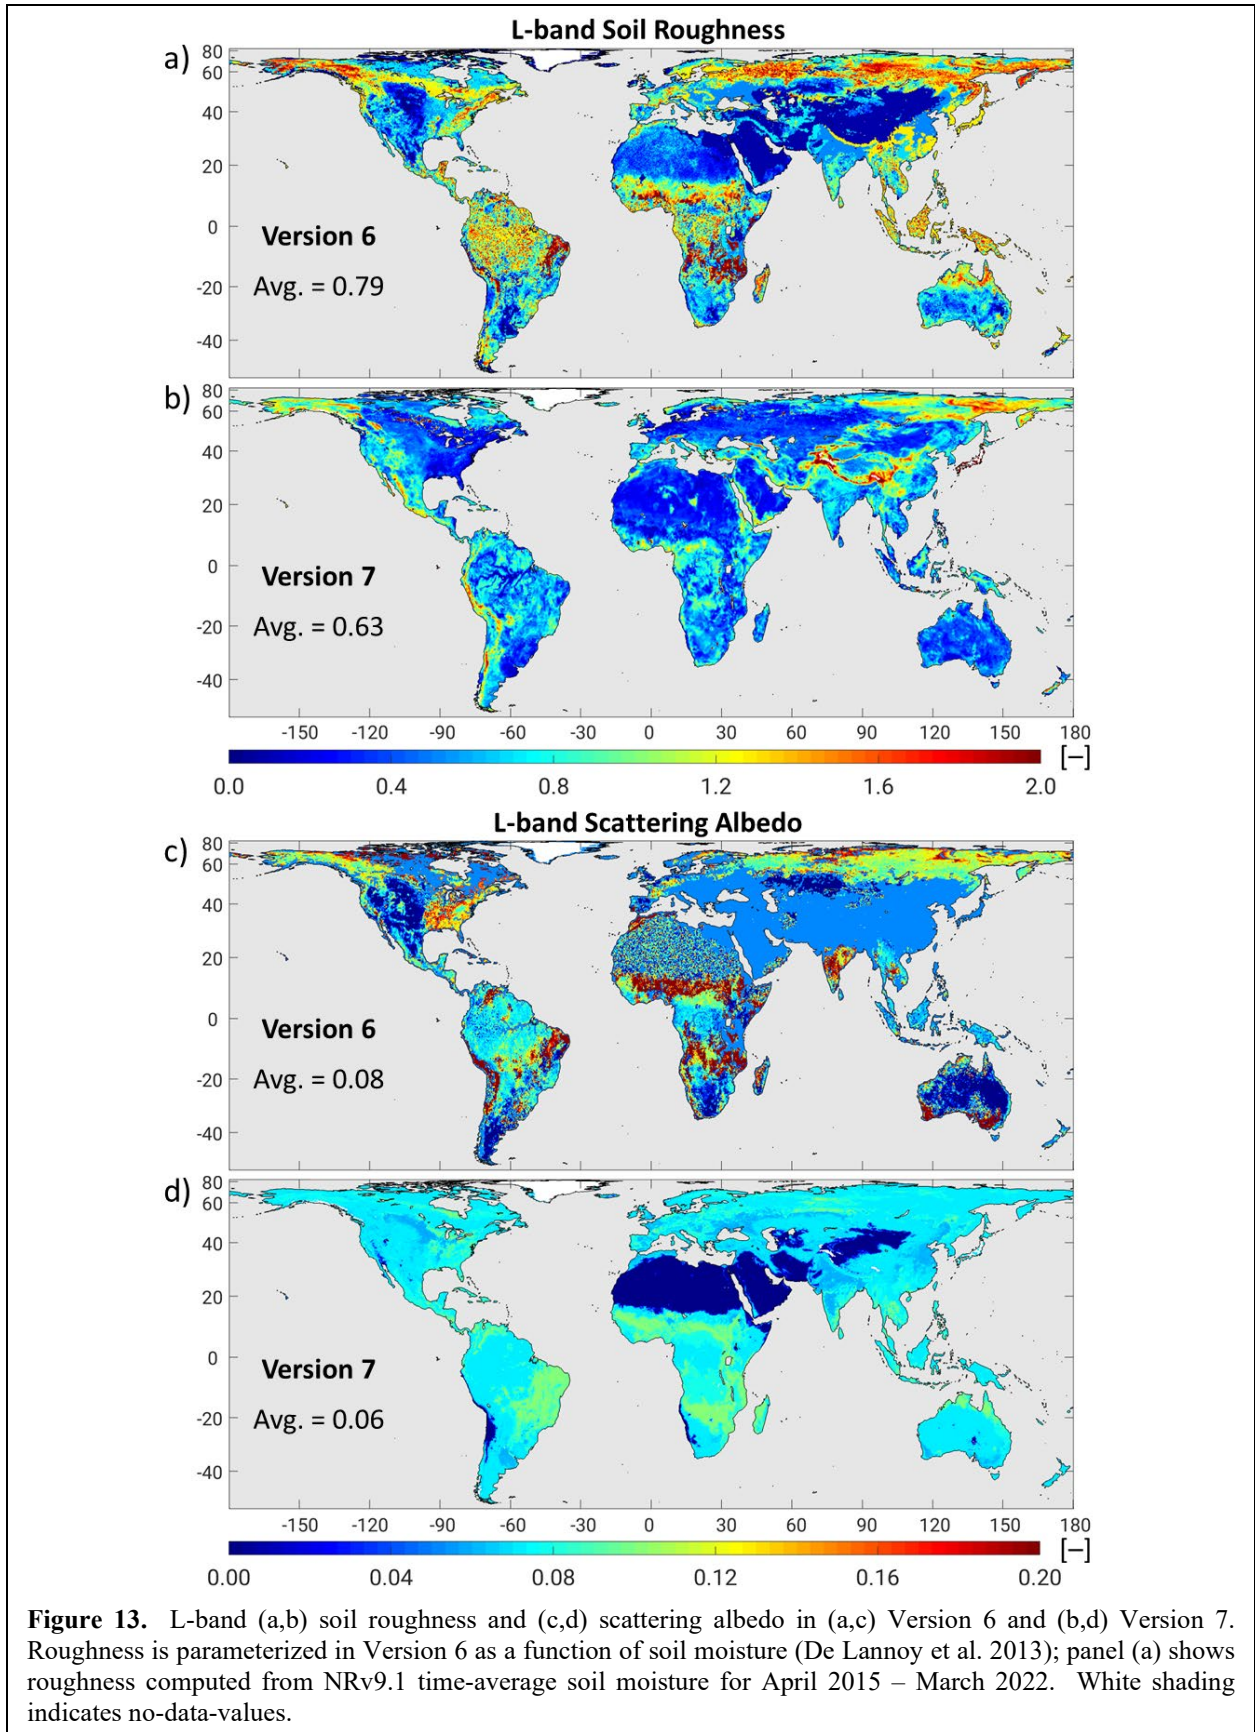 L-band Soil Roughness
a)
80
60
40
20
0
-20
-40
Version 6
Avg. = 0.79
b)
80
60
40
20
0
-20
-40
Version 7
Avg. = 0.63
-150 -120 -90 -60 -30 0 30 60 90 120 150 180
[–]
0.0 0.4 0.8 1.2 1.6 2.0
L-band Scattering Albedo
c)
80
60
40
20
0
-20
-40
Version 6
Avg. = 0.08
d)
80
60
40
20
0
-20
-40
Version 7
Avg. = 0.06
-150 -120 -90 -60 -30 0 30 60 90 120 150 180
[–]
0.00 0.04 0.08 0.12 0.16 0.20
Figure 13. L-band (a,b) soil roughness and (c,d) scattering albedo in (a,c) Version 6 and (b,d) Version 7.
Roughness is parameterized in Version 6 as a function of soil moisture (De Lannoy et al. 2013); panel (a) shows
roughness computed from NRv9.1 time-average soil moisture for April 2015 – March 2022. White shading
indicates no-data-values.